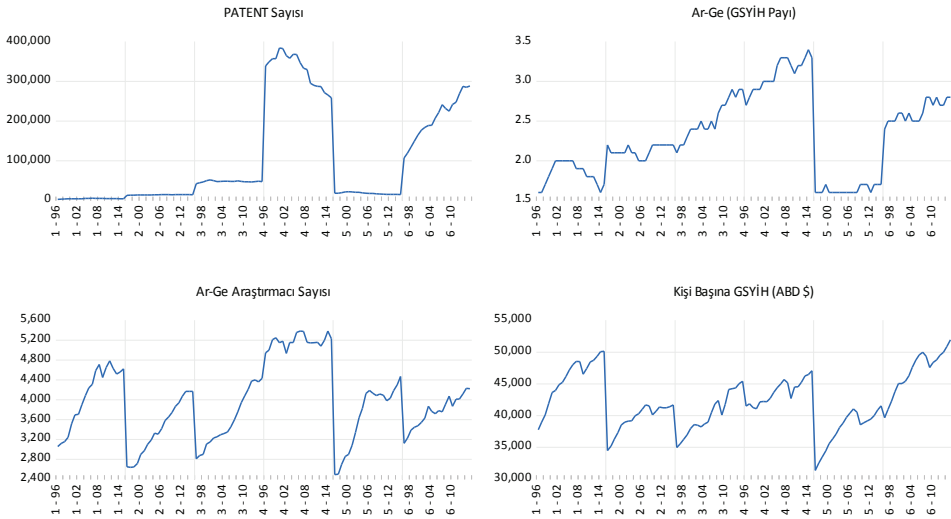 PATENT Sayısı
400,000
300,000
200,000
100,000
0
1 - 96
1 - 02
1 - 08
1 - 14
2 - 00
2 - 06
2 - 12
3 - 98
3 - 04
3 - 10
4 - 96
4 - 02
4 - 08
4 - 14
5 - 00
5 - 06
5 - 12
6 - 98
6 - 04
6 - 10
Ar-Ge (GSYİH Payı)
3.5
3.0
2.5
2.0
1.5
1 - 96
1 - 02
1 - 08
1 - 14
2 - 00
2 - 06
2 - 12
3 - 98
3 - 04
3 - 10
4 - 96
4 - 02
4 - 08
4 - 14
5 - 00
5 - 06
5 - 12
6 - 98
6 - 04
6 - 10
Ar-Ge Araştırmacı Sayısı
5,600
5,200
4,800
4,400
4,000
3,600
3,200
2,800
2,400
1 - 96
1 - 02
1 - 08
1 - 14
2 - 00
2 - 06
2 - 12
3 - 98
3 - 04
3 - 10
4 - 96
4 - 02
4 - 08
4 - 14
5 - 00
5 - 06
5 - 12
6 - 98
6 - 04
6 - 10
Kişi Başına GSYİH (ABD $)
55,000
50,000
45,000
40,000
35,000
30,000
1 - 96
1 - 02
1 - 08
1 - 14
2 - 00
2 - 06
2 - 12
3 - 98
3 - 04
3 - 10
4 - 96
4 - 02
4 - 08
4 - 14
5 - 00
5 - 06
5 - 12
6 - 98
6 - 04
6 - 10